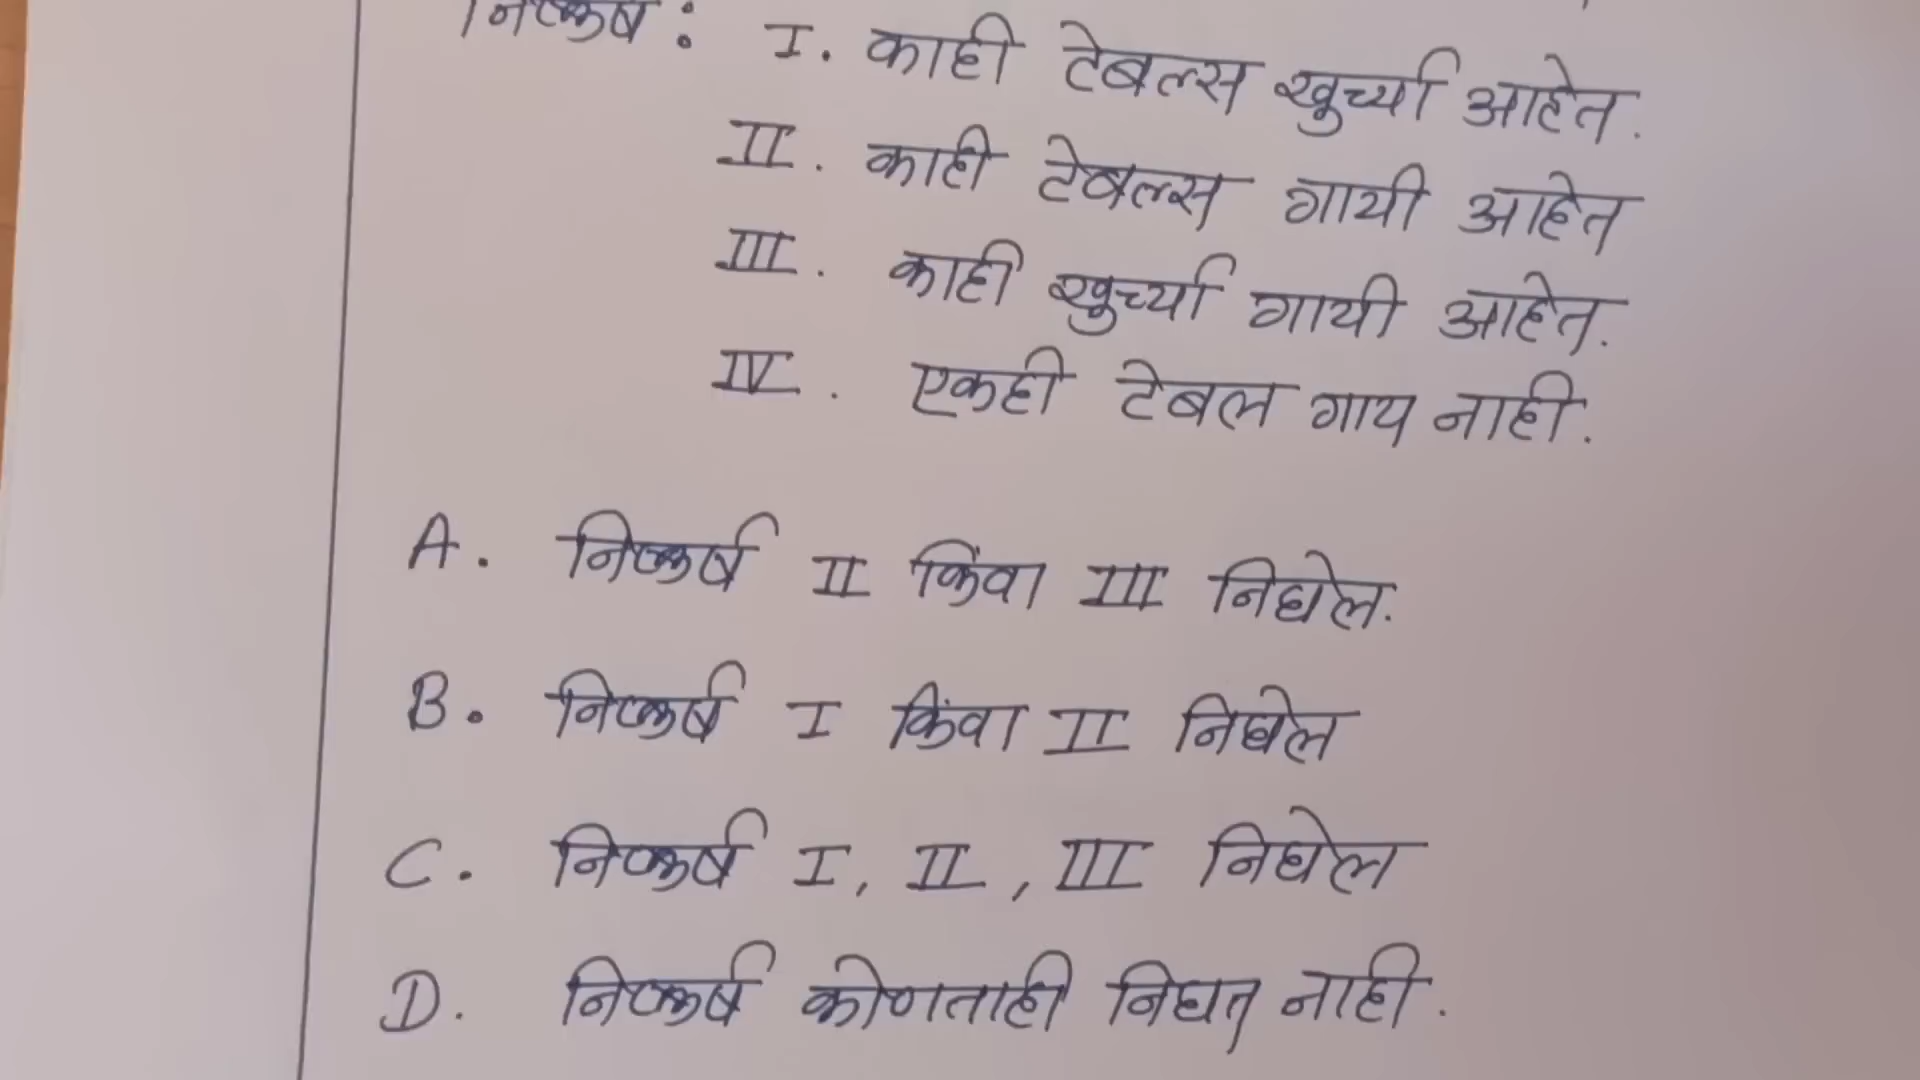 निष्कर्ष : I. काही टेबल्स खुर्च्या आहेत.
II. काही टेबल्स गायी आहेत
III. काही खुर्च्या गायी आहेत.
IV. एकही टेबल गाय नाही.
A. निष्कर्ष II किंवा III निघेल.
B. निष्कर्ष I किंवा II निघेल
C. निष्कर्ष I, II, III निघेल
D. निष्कर्ष कोणताही निघत नाही.